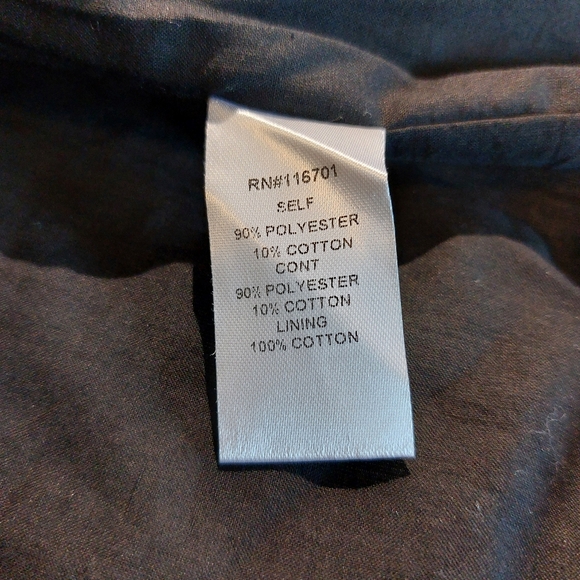 RN#116701
SELF
90% POLYESTER
10% COTTON
CONT
90% POLYESTER
10% COTTON
LINING
100% COTTON